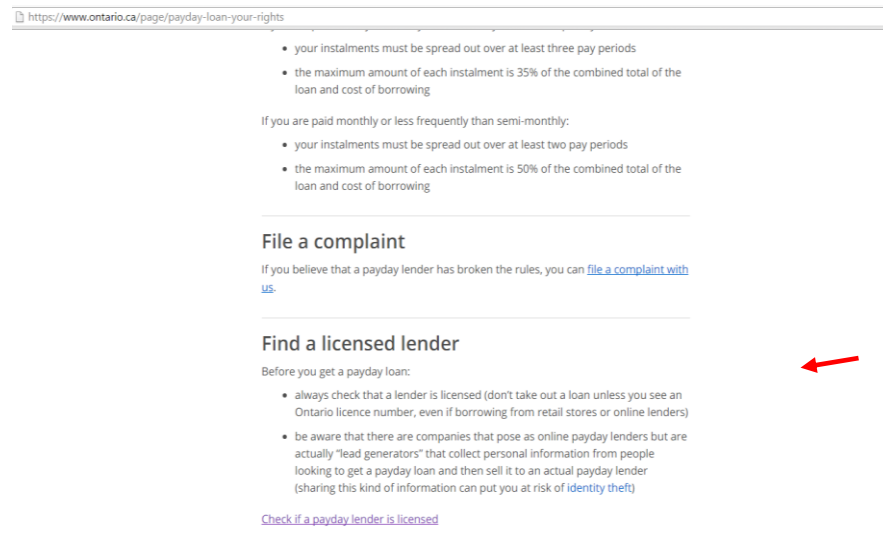 https://www.ontario.ca/page/payday-loan-your-rights
• your instalments must be spread out over at least three pay periods
• the maximum amount of each instalment is 35% of the combined total of the
loan and cost of borrowing
If you are paid monthly or less frequently than semi-monthly:
• your instalments must be spread out over at least two pay periods
• the maximum amount of each instalment is 50% of the combined total of the
loan and cost of borrowing
File a complaint
If you believe that a payday lender has broken the rules, you can file a complaint with
us.
Find a licensed lender
Before you get a payday loan:
• always check that a lender is licensed (don't take out a loan unless you see an
Ontario licence number, even if borrowing from retail stores or online lenders)
• be aware that there are companies that pose as online payday lenders but are
actually “lead generators” that collect personal information from people
looking to get a payday loan and then sell it to an actual payday lender
(sharing this kind of information can put you at risk of identity theft)
Check if a payday lender is licensed